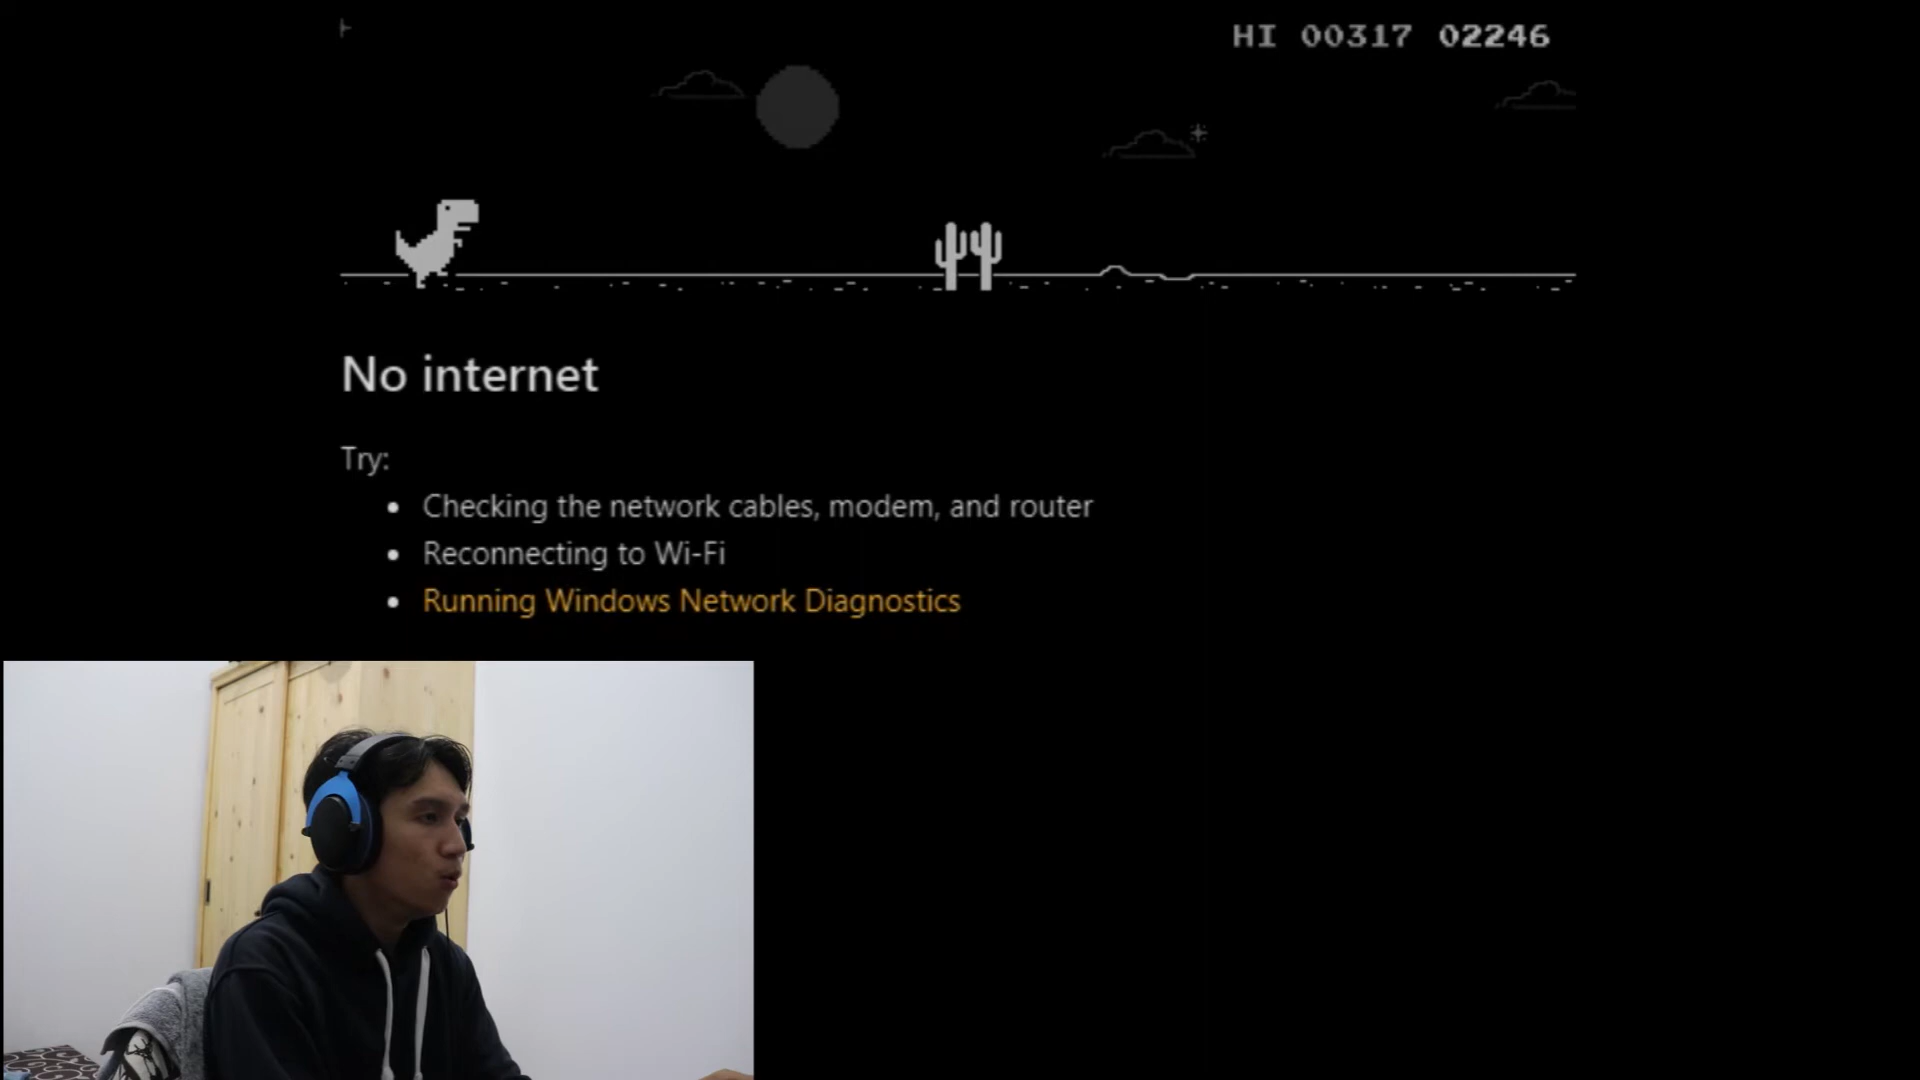 HI 00317 02246
No internet
Try:
• Checking the network cables, modem, and router
• Reconnecting to Wi-Fi
• Running Windows Network Diagnostics